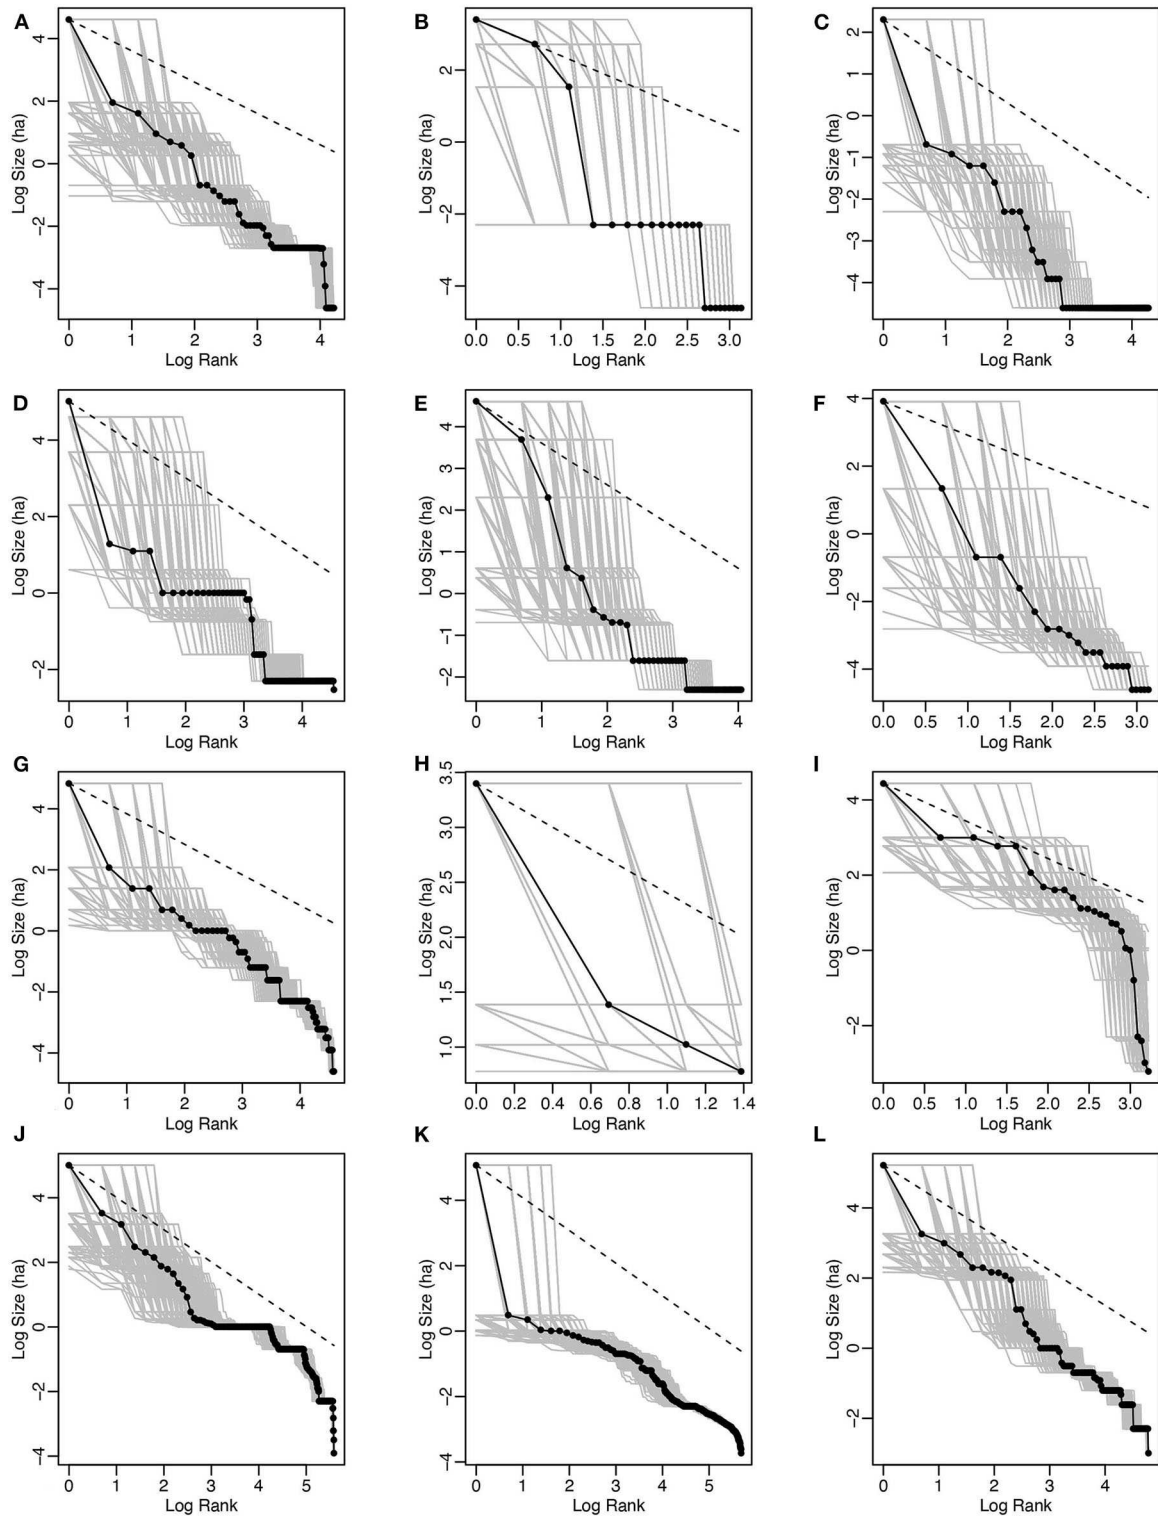 A
Log Size (ha)
4
2
0
−2
−4
0 1 2 3 4
Log Rank
B
Log Size (ha)
2
0
−2
−4
0.0 0.5 1.0 1.5 2.0 2.5 3.0
Log Rank
C
Log Size (ha)
2
1
0
−1
−2
−3
−4
0 1 2 3 4
Log Rank
D
Log Size (ha)
4
2
0
−2
0 1 2 3 4
Log Rank
E
Log Size (ha)
4
3
2
1
0
−1
−2
0 1 2 3 4
Log Rank
F
Log Size (ha)
4
2
0
−2
−4
0.0 0.5 1.0 1.5 2.0 2.5 3.0
Log Rank
G
Log Size (ha)
4
2
0
−2
−4
0 1 2 3 4
Log Rank
H
Log Size (ha)
3.5
3.0
2.5
2.0
1.5
1.0
0.0 0.2 0.4 0.6 0.8 1.0 1.2 1.4
Log Rank
I
Log Size (ha)
4
2
0
−2
0.0 0.5 1.0 1.5 2.0 2.5 3.0
Log Rank
J
Log Size (ha)
4
2
0
−2
−4
0 1 2 3 4 5
Log Rank
K
Log Size (ha)
4
2
0
−2
−4
0 1 2 3 4 5
Log Rank
L
Log Size (ha)
4
2
0
−2
0 1 2 3 4
Log Rank